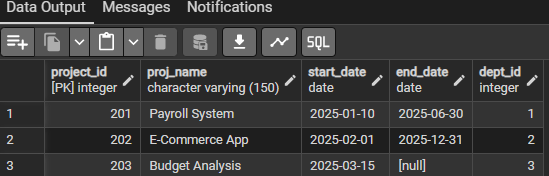 Data Output Messages Notifications
SQL
project_id proj_name start_date end_date dept_id
[PK] integer character varying (150) date date integer
1 201 Payroll System 2025-01-10 2025-06-30 1
2 202 E-Commerce App 2025-02-01 2025-12-31 2
3 203 Budget Analysis 2025-03-15 [null] 3